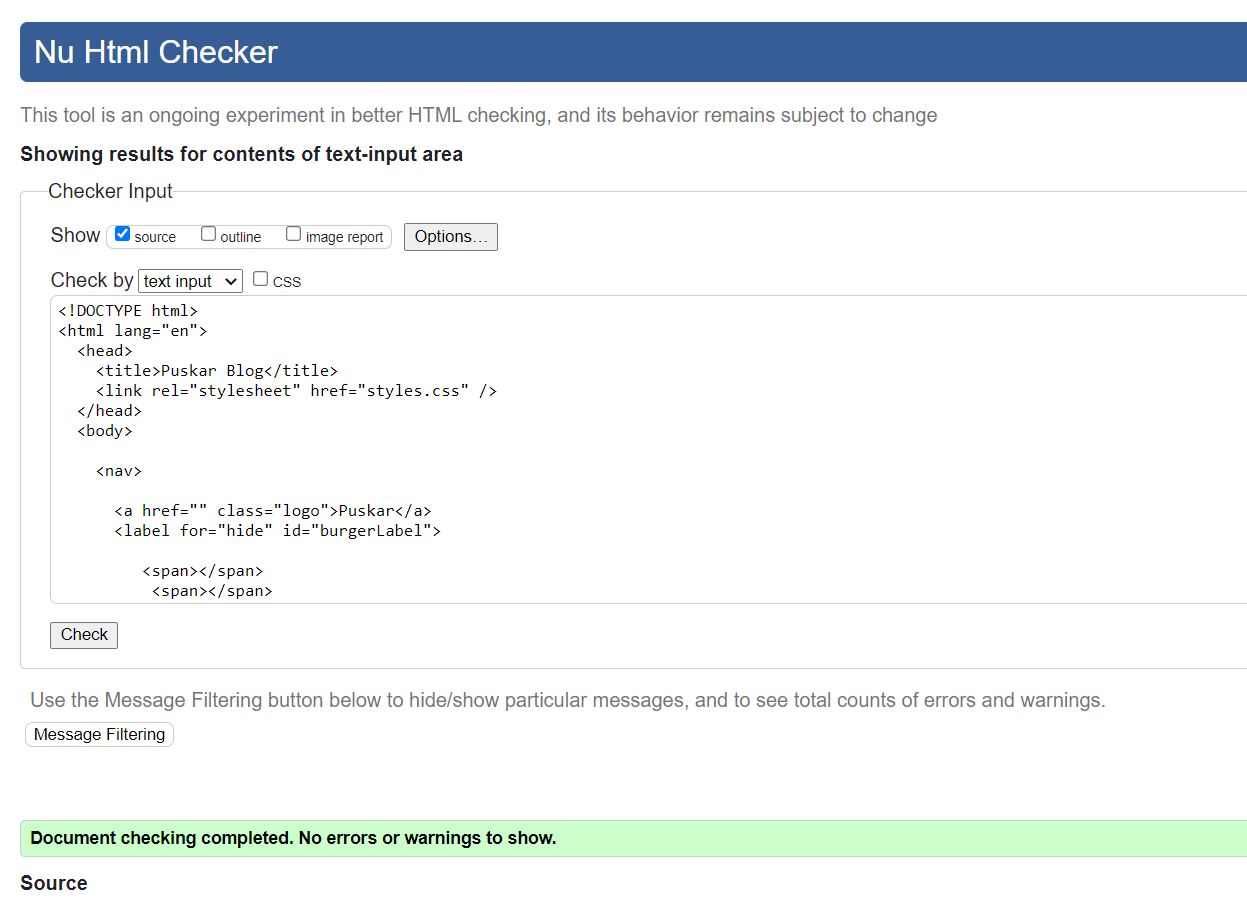 Nu Html Checker
This tool is an ongoing experiment in better HTML checking, and its behavior remains subject to change
Showing results for contents of text-input area
Checker Input
Show source outline image report Options...
Check by text input CSS
<!DOCTYPE html>
<html lang="en">
  <head>
    <title>Puskar Blog</title>
    <link rel="stylesheet" href="styles.css" />
  </head>
  <body>
    <nav>
      <a href="" class="logo">Puskar</a>
      <label for="hide" id="burgerLabel">
         <span></span>
          <span></span>
Check
Use the Message Filtering button below to hide/show particular messages, and to see total counts of errors and warnings.
Message Filtering
Document checking completed. No errors or warnings to show.
Source